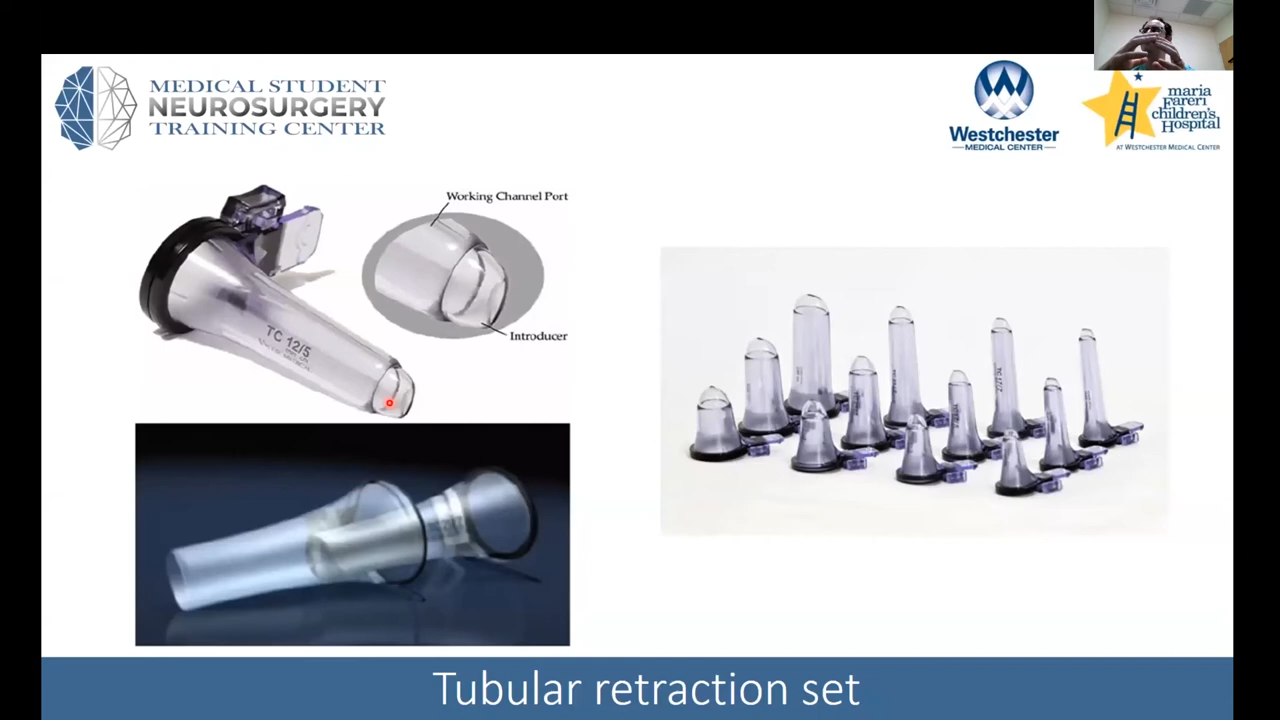 MEDICAL STUDENT
NEUROSURGERY
TRAINING CENTER
Westchester
MEDICAL CENTER
maria
Fareri
children's
Hospital
AT WESTCHESTER MEDICAL CENTER
Working Channel Port
Introducer
TC 12/5
Tubular retraction set